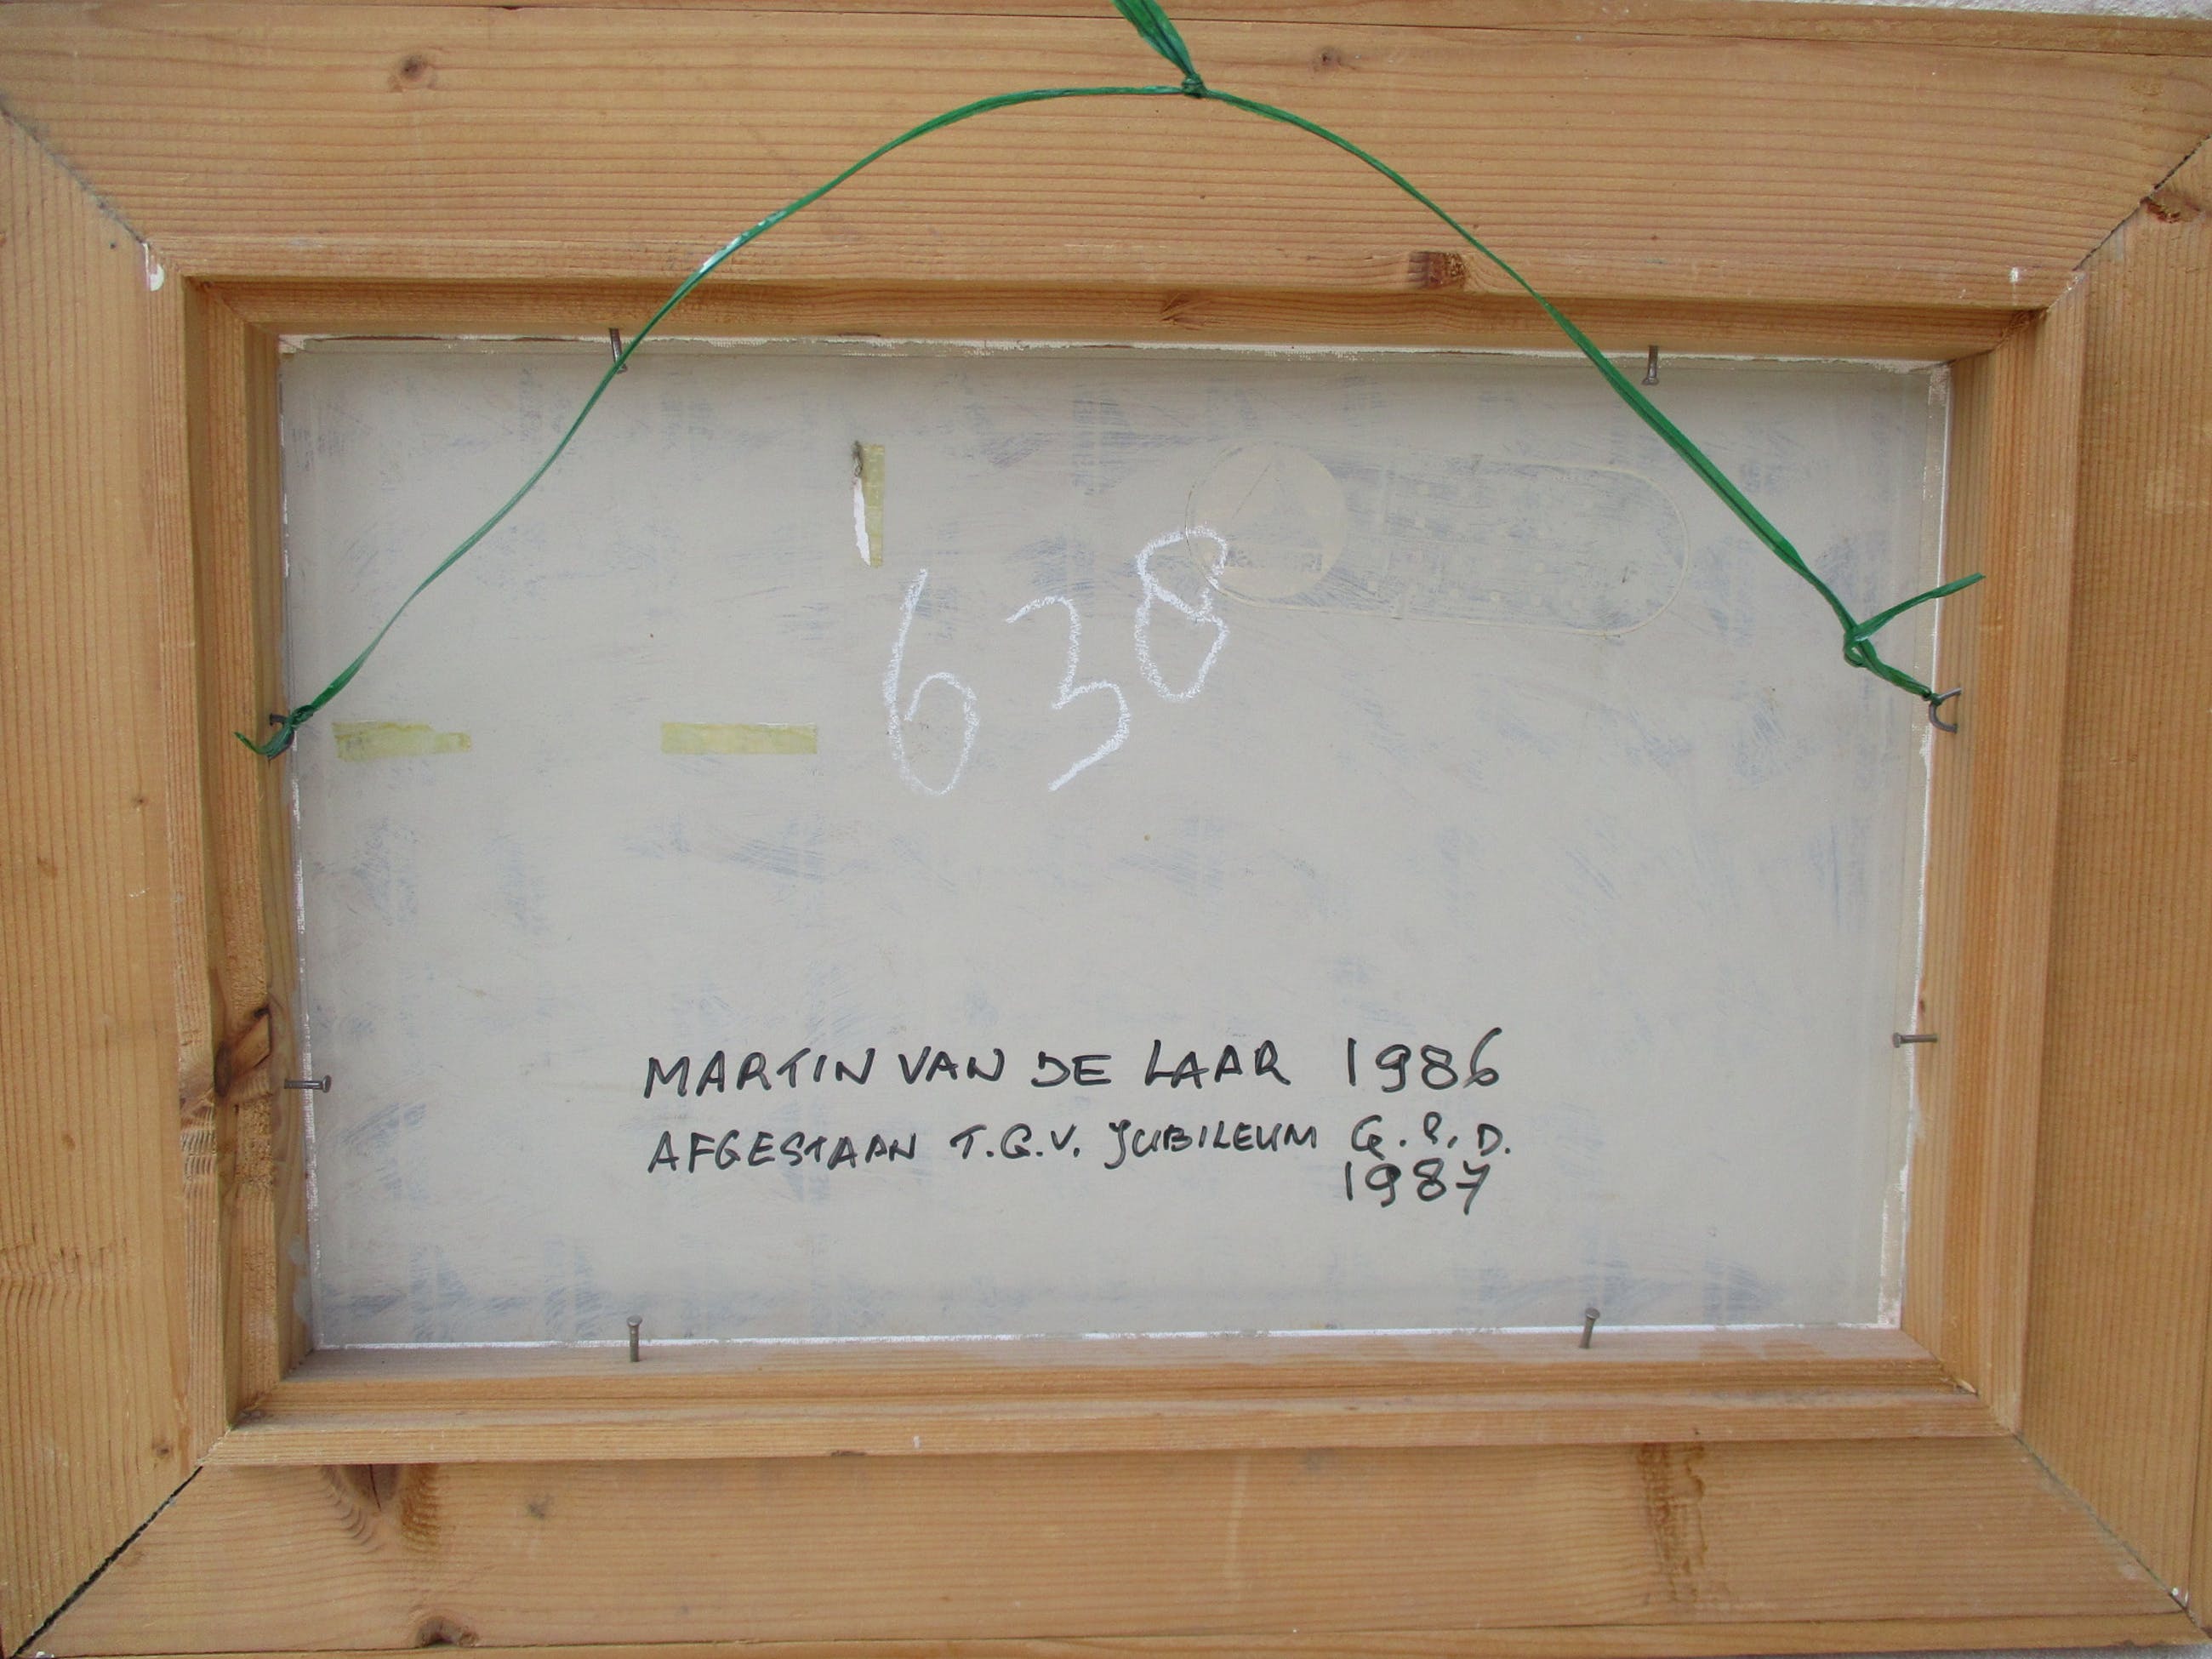 638
MARTIN VAN DE LAAR 1986
AFGESTAAN T.G.V. JUBILEUM G.P.D.
1987